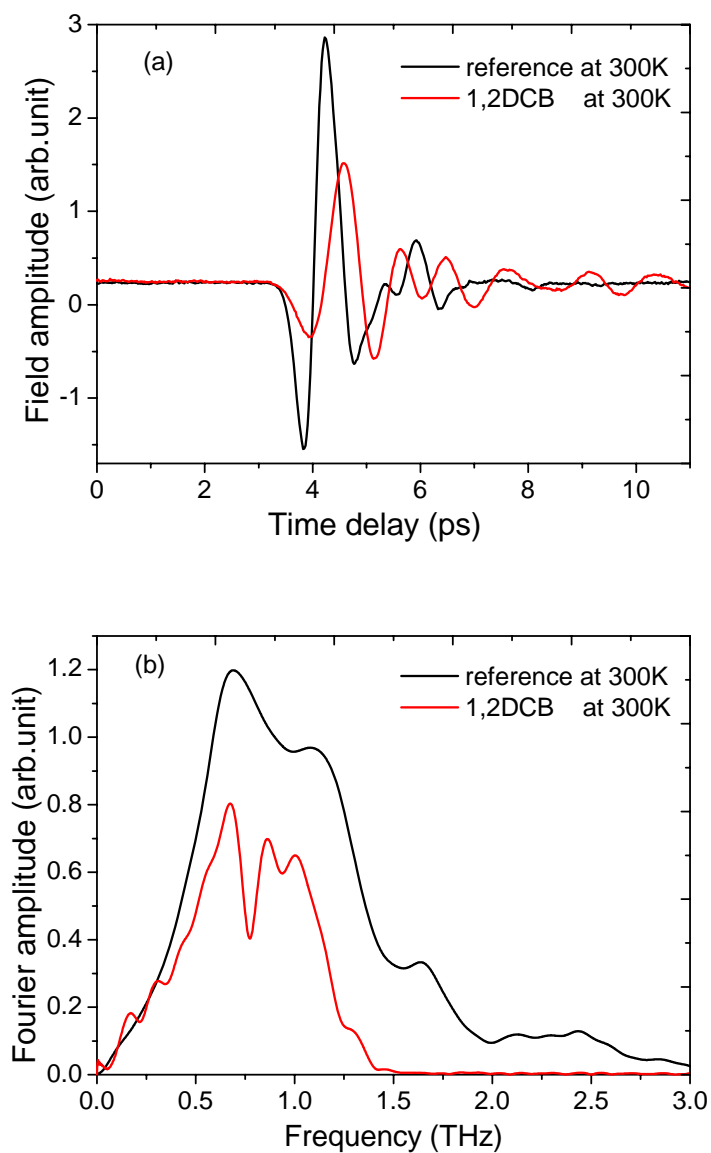 (a)
reference at 300K
1,2DCB at 300K
3
2
1
0
-1
Field amplitude (arb.unit)
0 2 4 6 8 10
Time delay (ps)
(b)
reference at 300K
1,2DCB at 300K
1.2
1.0
0.8
0.6
0.4
0.2
0.0
Fourier amplitude (arb.unit)
0.0 0.5 1.0 1.5 2.0 2.5 3.0
Frequency (THz)